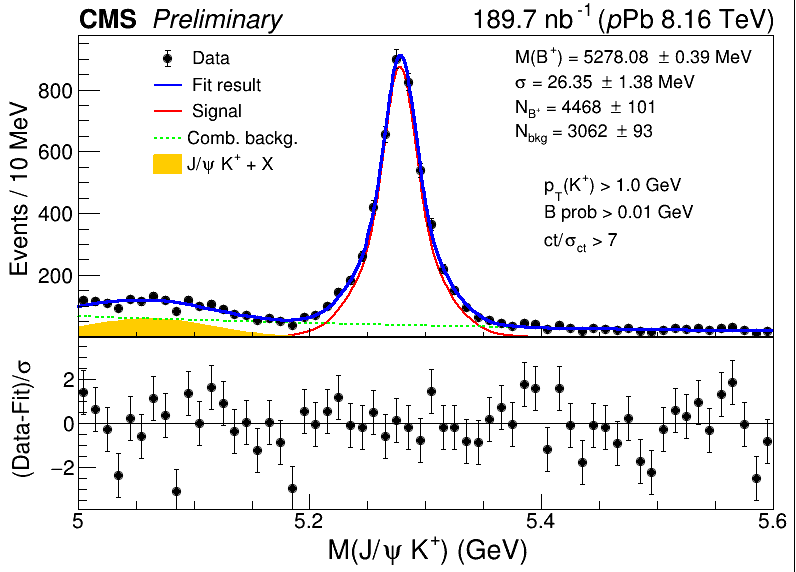 CMS Preliminary 189.7 nb⁻¹ (pPb 8.16 TeV)
Data
Fit result
Signal
Comb. backg.
J/ψ K⁺ + X
M(B⁺) = 5278.08 ± 0.39 MeV
σ = 26.35 ± 1.38 MeV
N_B⁺ = 4468 ± 101
N_bkg = 3062 ± 93
p_T(K⁺) > 1.0 GeV
B prob > 0.01 GeV
ct/σ_ct > 7
Events / 10 MeV
800
600
400
200
(Data-Fit)/σ
2
0
−2
5 5.2 5.4 5.6
M(J/ψ K⁺) (GeV)